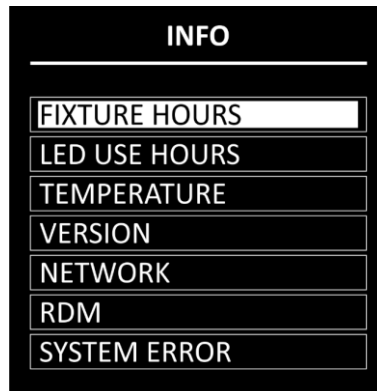 INFO
FIXTURE HOURS
LED USE HOURS
TEMPERATURE
VERSION
NETWORK
RDM
SYSTEM ERROR